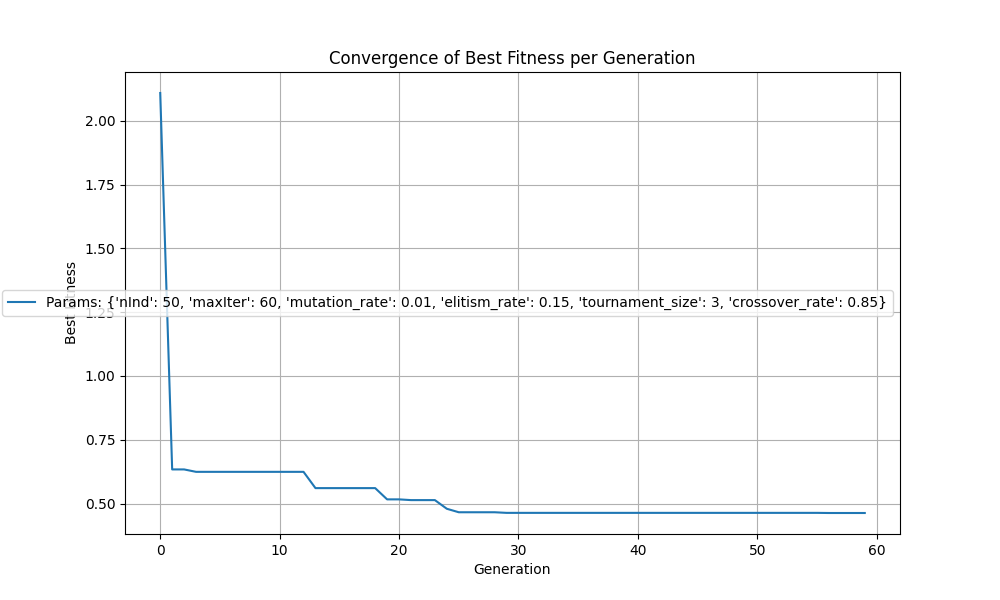 Convergence of Best Fitness per Generation
2.00
1.75
1.50
Params: {'nInd': 50, 'maxIter': 60, 'mutation_rate': 0.01, 'elitism_rate': 0.15, 'tournament_size': 3, 'crossover_rate': 0.85}
Best Fitness
1.25
1.00
0.75
0.50
0 10 20 30 40 50 60
Generation